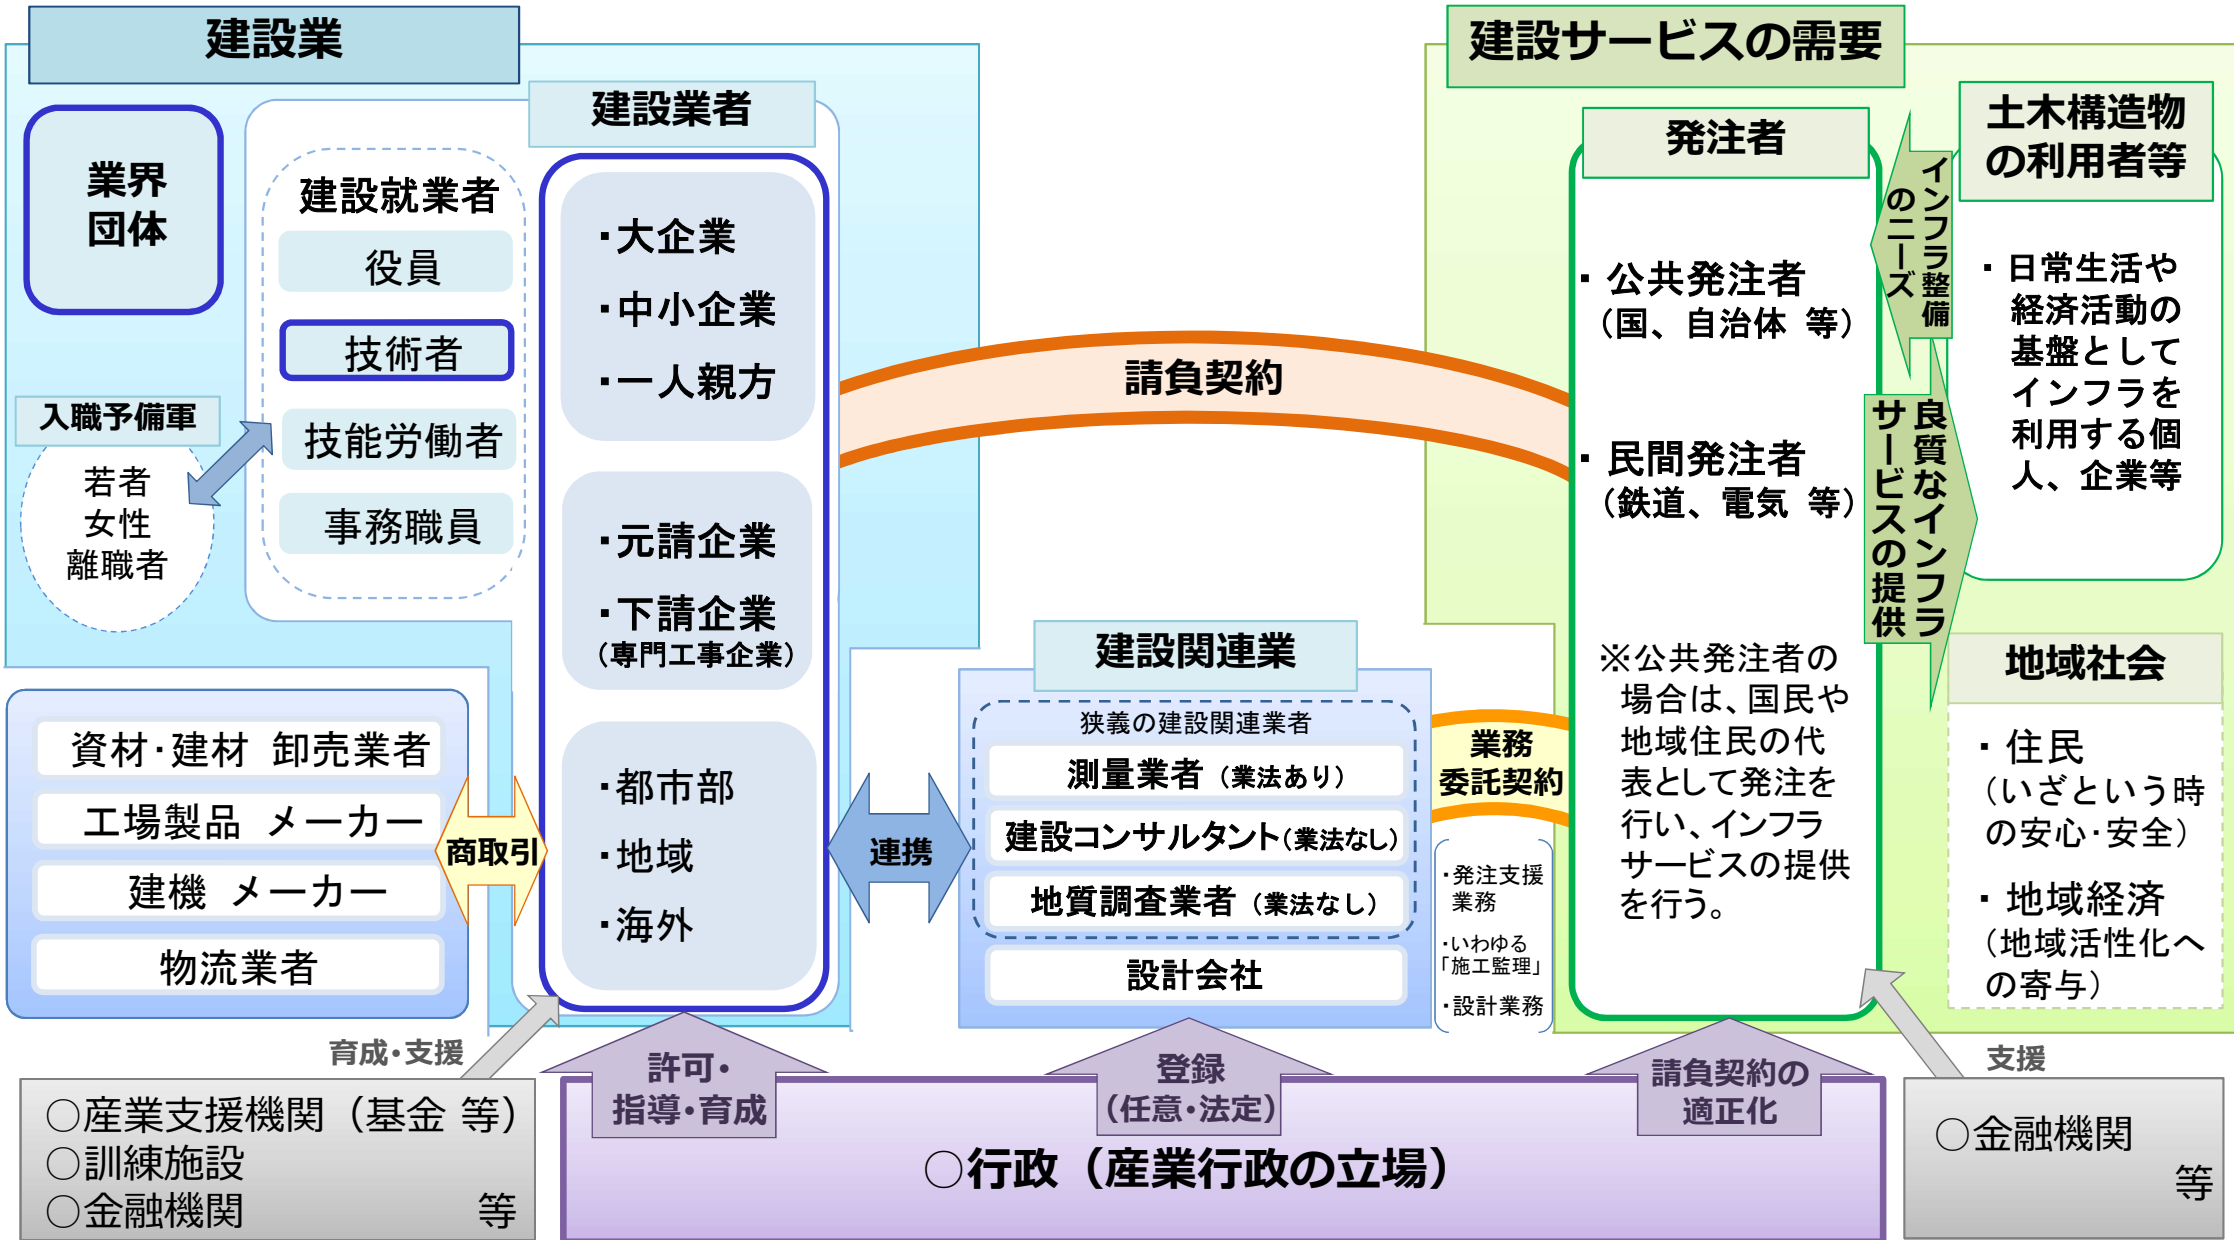 建設業
業界
団体
建設業者
建設就業者
役員
技術者
技能労働者
事務職員
入職予備軍
若者
女性
離職者
・大企業
・中小企業
・一人親方
・元請企業
・下請企業
（専門工事企業）
・都市部
・地域
・海外
資材・建材 卸売業者
工場製品 メーカー
建機 メーカー
物流業者
商取引
連携
請負契約
建設関連業
狭義の建設関連業者
測量業者（業法あり）
建設コンサルタント（業法なし）
地質調査業者（業法なし）
設計会社
業務
委託契約
・発注支援
業務
・いわゆる
「施工監理」
・設計業務
建設サービスの需要
発注者
・公共発注者
（国、自治体 等）
・民間発注者
（鉄道、電気 等）
※公共発注者の
場合は、国民や
地域住民の代
表として発注を
行い、インフラ
サービスの提供
を行う。
インフラ整備
のニーズ
良質なインフラ
サービスの提供
土木構造物
の利用者等
・日常生活や
経済活動の
基盤として
インフラを
利用する個
人、企業等
地域社会
・住民
（いざという時
の安心・安全）
・地域経済
（地域活性化へ
の寄与）
育成・支援
○産業支援機関（基金 等）
○訓練施設
○金融機関 等
許可・
指導・育成
登録
（任意・法定）
請負契約の
適正化
○行政（産業行政の立場）
支援
○金融機関
等